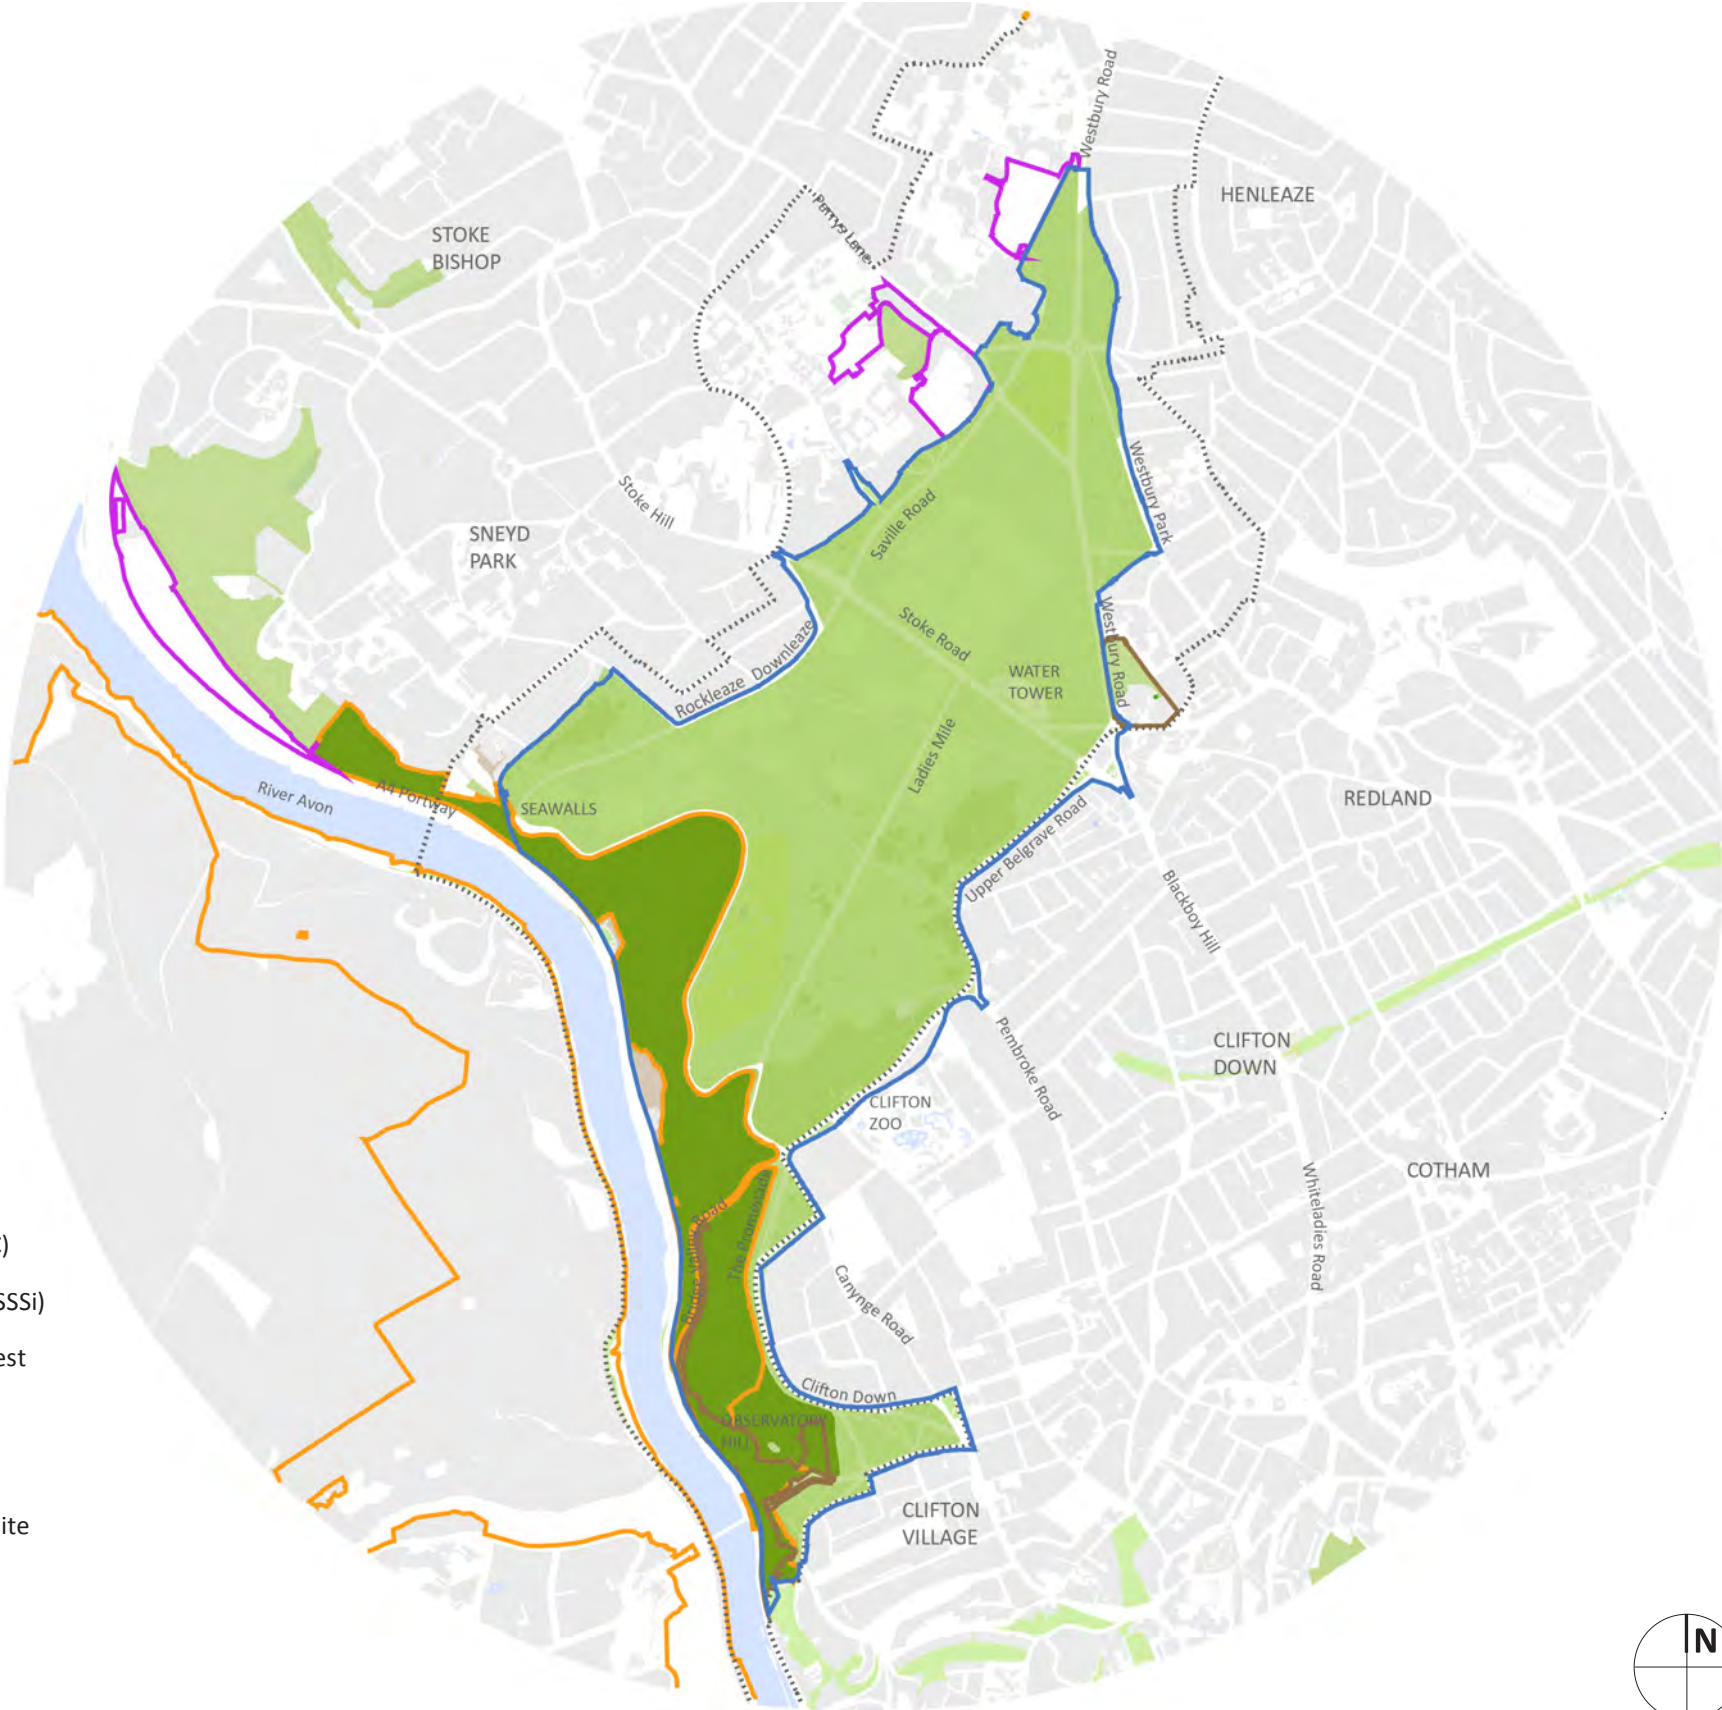 Westbury Road
HENLEAZE
STOKE
BISHOP
Parrys Lane
Westbury Park
Stoke Hill
Saville Road
SNEYD
PARK
Stoke Road
Westbury Road
WATER
TOWER
Rockleaze
Downleaze
Ladies Mile
River Avon
A4 Portway
SEAWALLS
REDLAND
Upper Belgrave Road
Blackboy Hill
Pembroke Road
CLIFTON
DOWN
CLIFTON
ZOO
COTHAM
Whiteladies Road
Bridge Valley Road
The Promenade
Canynge Road
Clifton Down
OBSERVATORY
HILL
CLIFTON
VILLAGE
SSSi)
est
ite
N